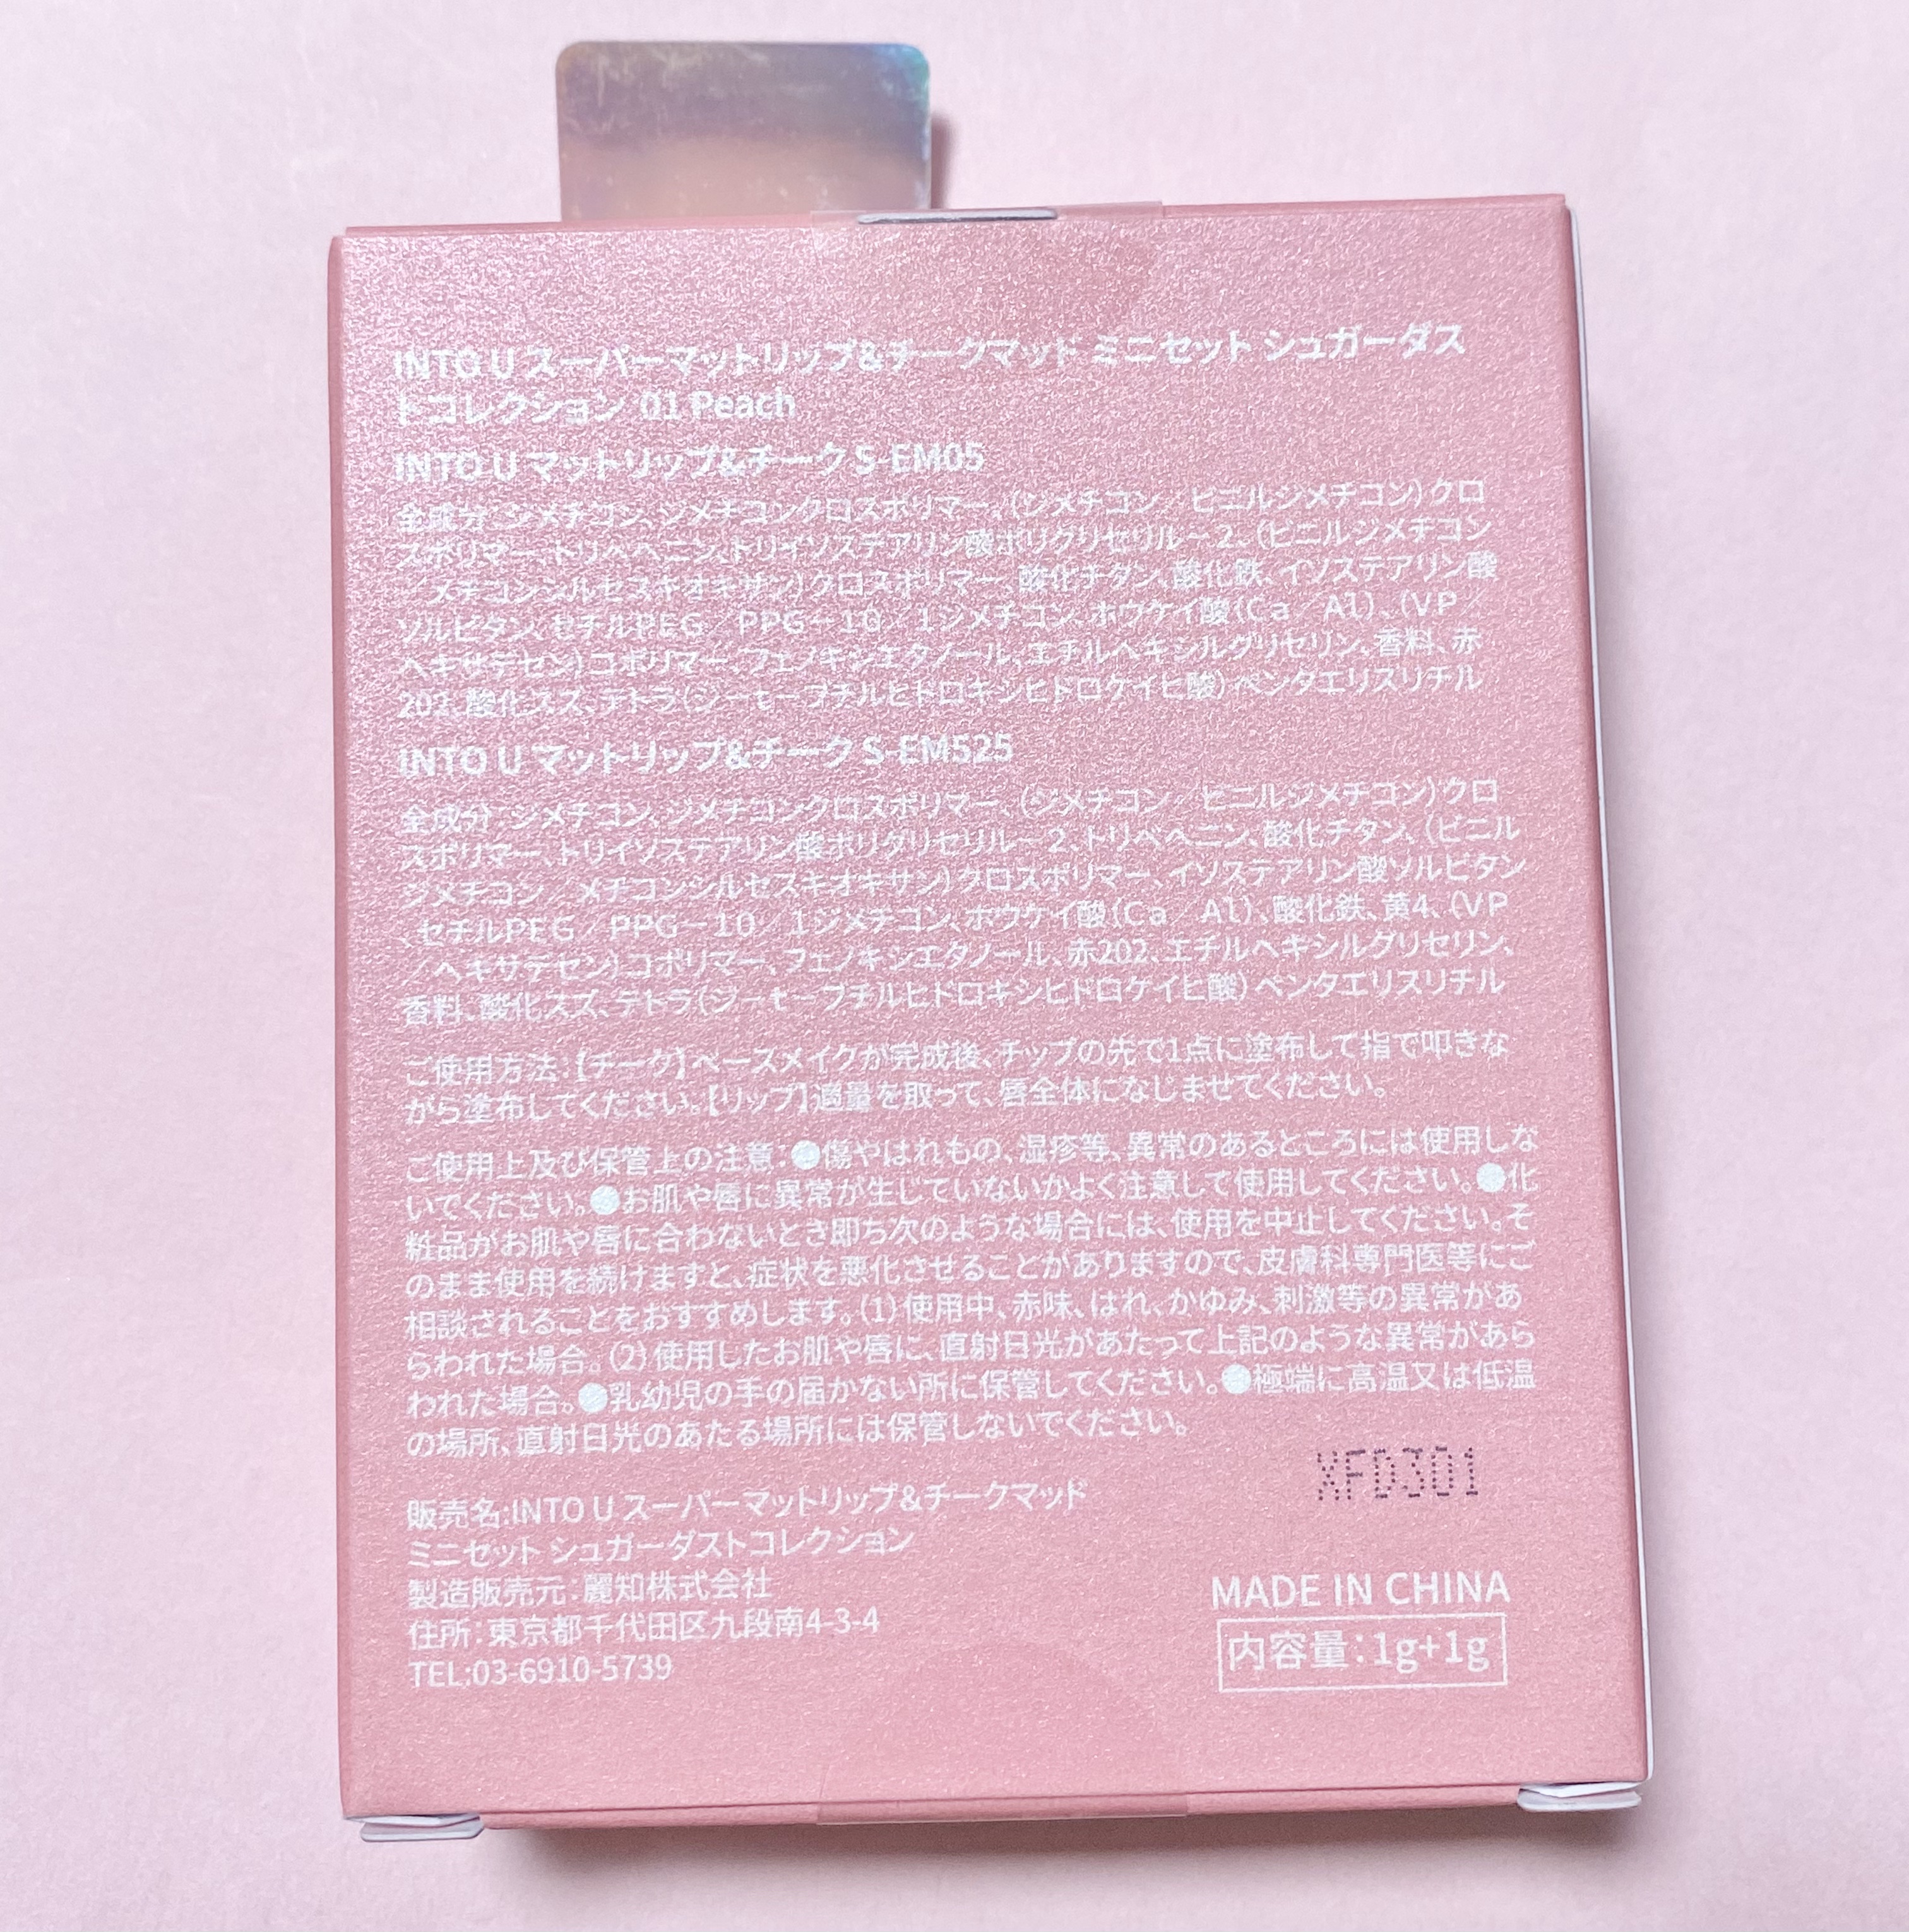 INTO U スーパーマットリップ&チークマッド ミニセット シュガーダス
トコレクション 01 Peach
INTO U マットリップ&チーク S-EM05
全成分:ジメチコン、ジメチコンクロスポリマー、(ジメチコン/ビニルジメチコン)クロ
スポリマー、トリベヘニン、トリイソステアリン酸ポリグリセリル－2、(ビニルジメチコン
/メチコンシルセスキオキサン)クロスポリマー、酸化チタン、酸化鉄、イソステアリン酸
ソルビタン、セチルPEG/PPG－10/1ジメチコン、ホウケイ酸(Ca/Al)、(VP/
ヘキサデセン)コポリマー、フェノキシエタノール、エチルヘキシルグリセリン、香料、赤
202、酸化スズ、テトラ(ジ－t－ブチルヒドロキシヒドロケイヒ酸)ペンタエリスリチル
INTO U マットリップ&チーク S-EM525
全成分:ジメチコン、ジメチコンクロスポリマー、(ジメチコン/ビニルジメチコン)クロ
スポリマー、トリイソステアリン酸ポリグリセリル－2、トリベヘニン、酸化チタン、(ビニル
ジメチコン/メチコンシルセスキオキサン)クロスポリマー、イソステアリン酸ソルビタン
、セチルPEG/PPG－10/1ジメチコン、ホウケイ酸(Ca/Al)、酸化鉄、黄4、(VP
/ヘキサデセン)コポリマー、フェノキシエタノール、赤202、エチルヘキシルグリセリン、
香料、酸化スズ、テトラ(ジ－t－ブチルヒドロキシヒドロケイヒ酸)ペンタエリスリチル
ご使用方法:【チーク】ベースメイクが完成後、チップの先で1点に塗布して指で叩きな
がら塗布してください。【リップ】適量を取って、唇全体になじませてください。
ご使用上及び保管上の注意:●傷やはれもの、湿疹等、異常のあるところには使用しな
いでください。●お肌や唇に異常が生じていないかよく注意して使用してください。●化
粧品がお肌や唇に合わないとき即ち次のような場合には、使用を中止してください。そ
のまま使用を続けますと、症状を悪化させることがありますので、皮膚科専門医等にご
相談されることをおすすめします。(1)使用中、赤味、はれ、かゆみ、刺激等の異常があ
らわれた場合。(2)使用したお肌や唇に、直射日光があたって上記のような異常があら
われた場合。●乳幼児の手の届かない所に保管してください。●極端に高温又は低温
の場所、直射日光のあたる場所には保管しないでください。
XFD301
販売名:INTO U スーパーマットリップ&チークマッド
ミニセット シュガーダストコレクション
製造販売元:麗知株式会社
住所:東京都千代田区九段南4-3-4
TEL:03-6910-5739
MADE IN CHINA
内容量:1g+1g